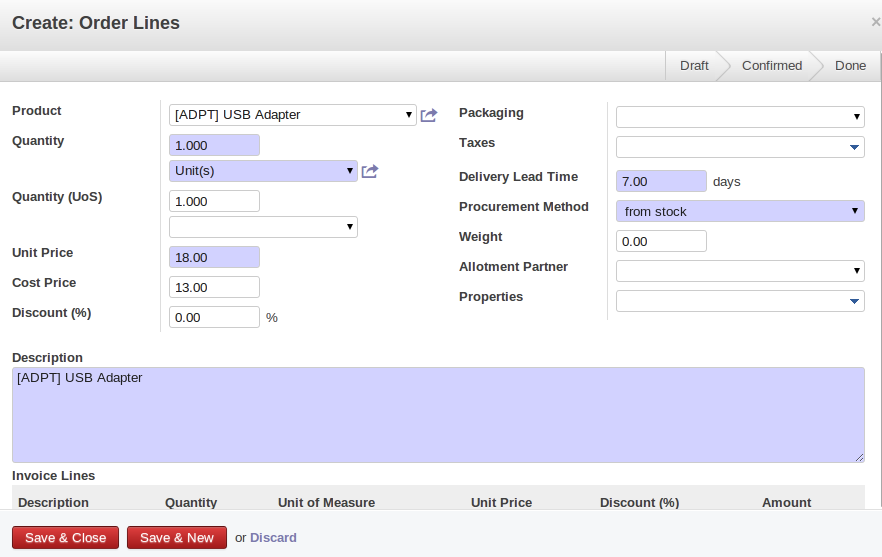 Create: Order Lines
×
Draft
Confirmed
Done
Product
[ADPT] USB Adapter
Quantity
1.000
Unit(s)
Quantity (UoS)
1.000
Unit Price
18.00
Cost Price
13.00
Discount (%)
0.00 %
Packaging
Taxes
Delivery Lead Time
7.00 days
Procurement Method
from stock
Weight
0.00
Allotment Partner
Properties
Description
[ADPT] USB Adapter
Invoice Lines
Description Quantity Unit of Measure Unit Price Discount (%) Amount
Save & Close Save & New or Discard